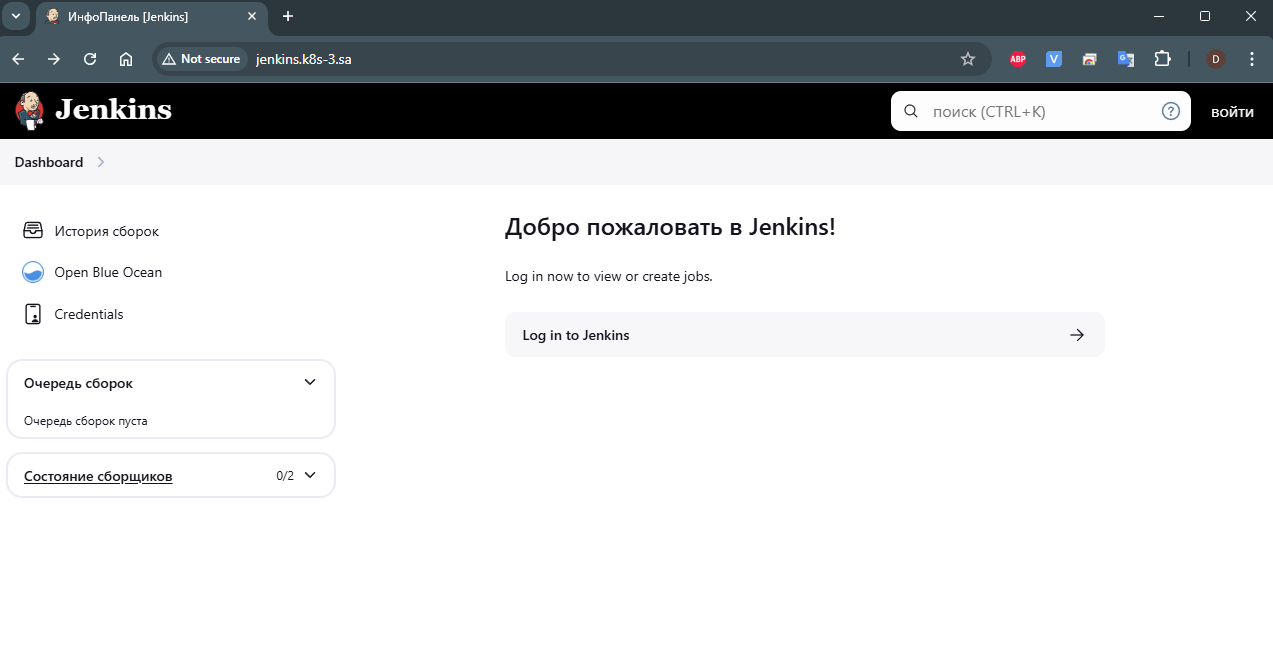 ИнфоПанель [Jenkins]
Not secure
jenkins.k8s-3.sa
ABP
V
G
D
Jenkins
поиск (CTRL+K)
?
ВОЙТИ
Dashboard
История сборок
Open Blue Ocean
Credentials
Очередь сборок
Очередь сборок пуста
Состояние сборщиков 0/2
Добро пожаловать в Jenkins!
Log in now to view or create jobs.
Log in to Jenkins